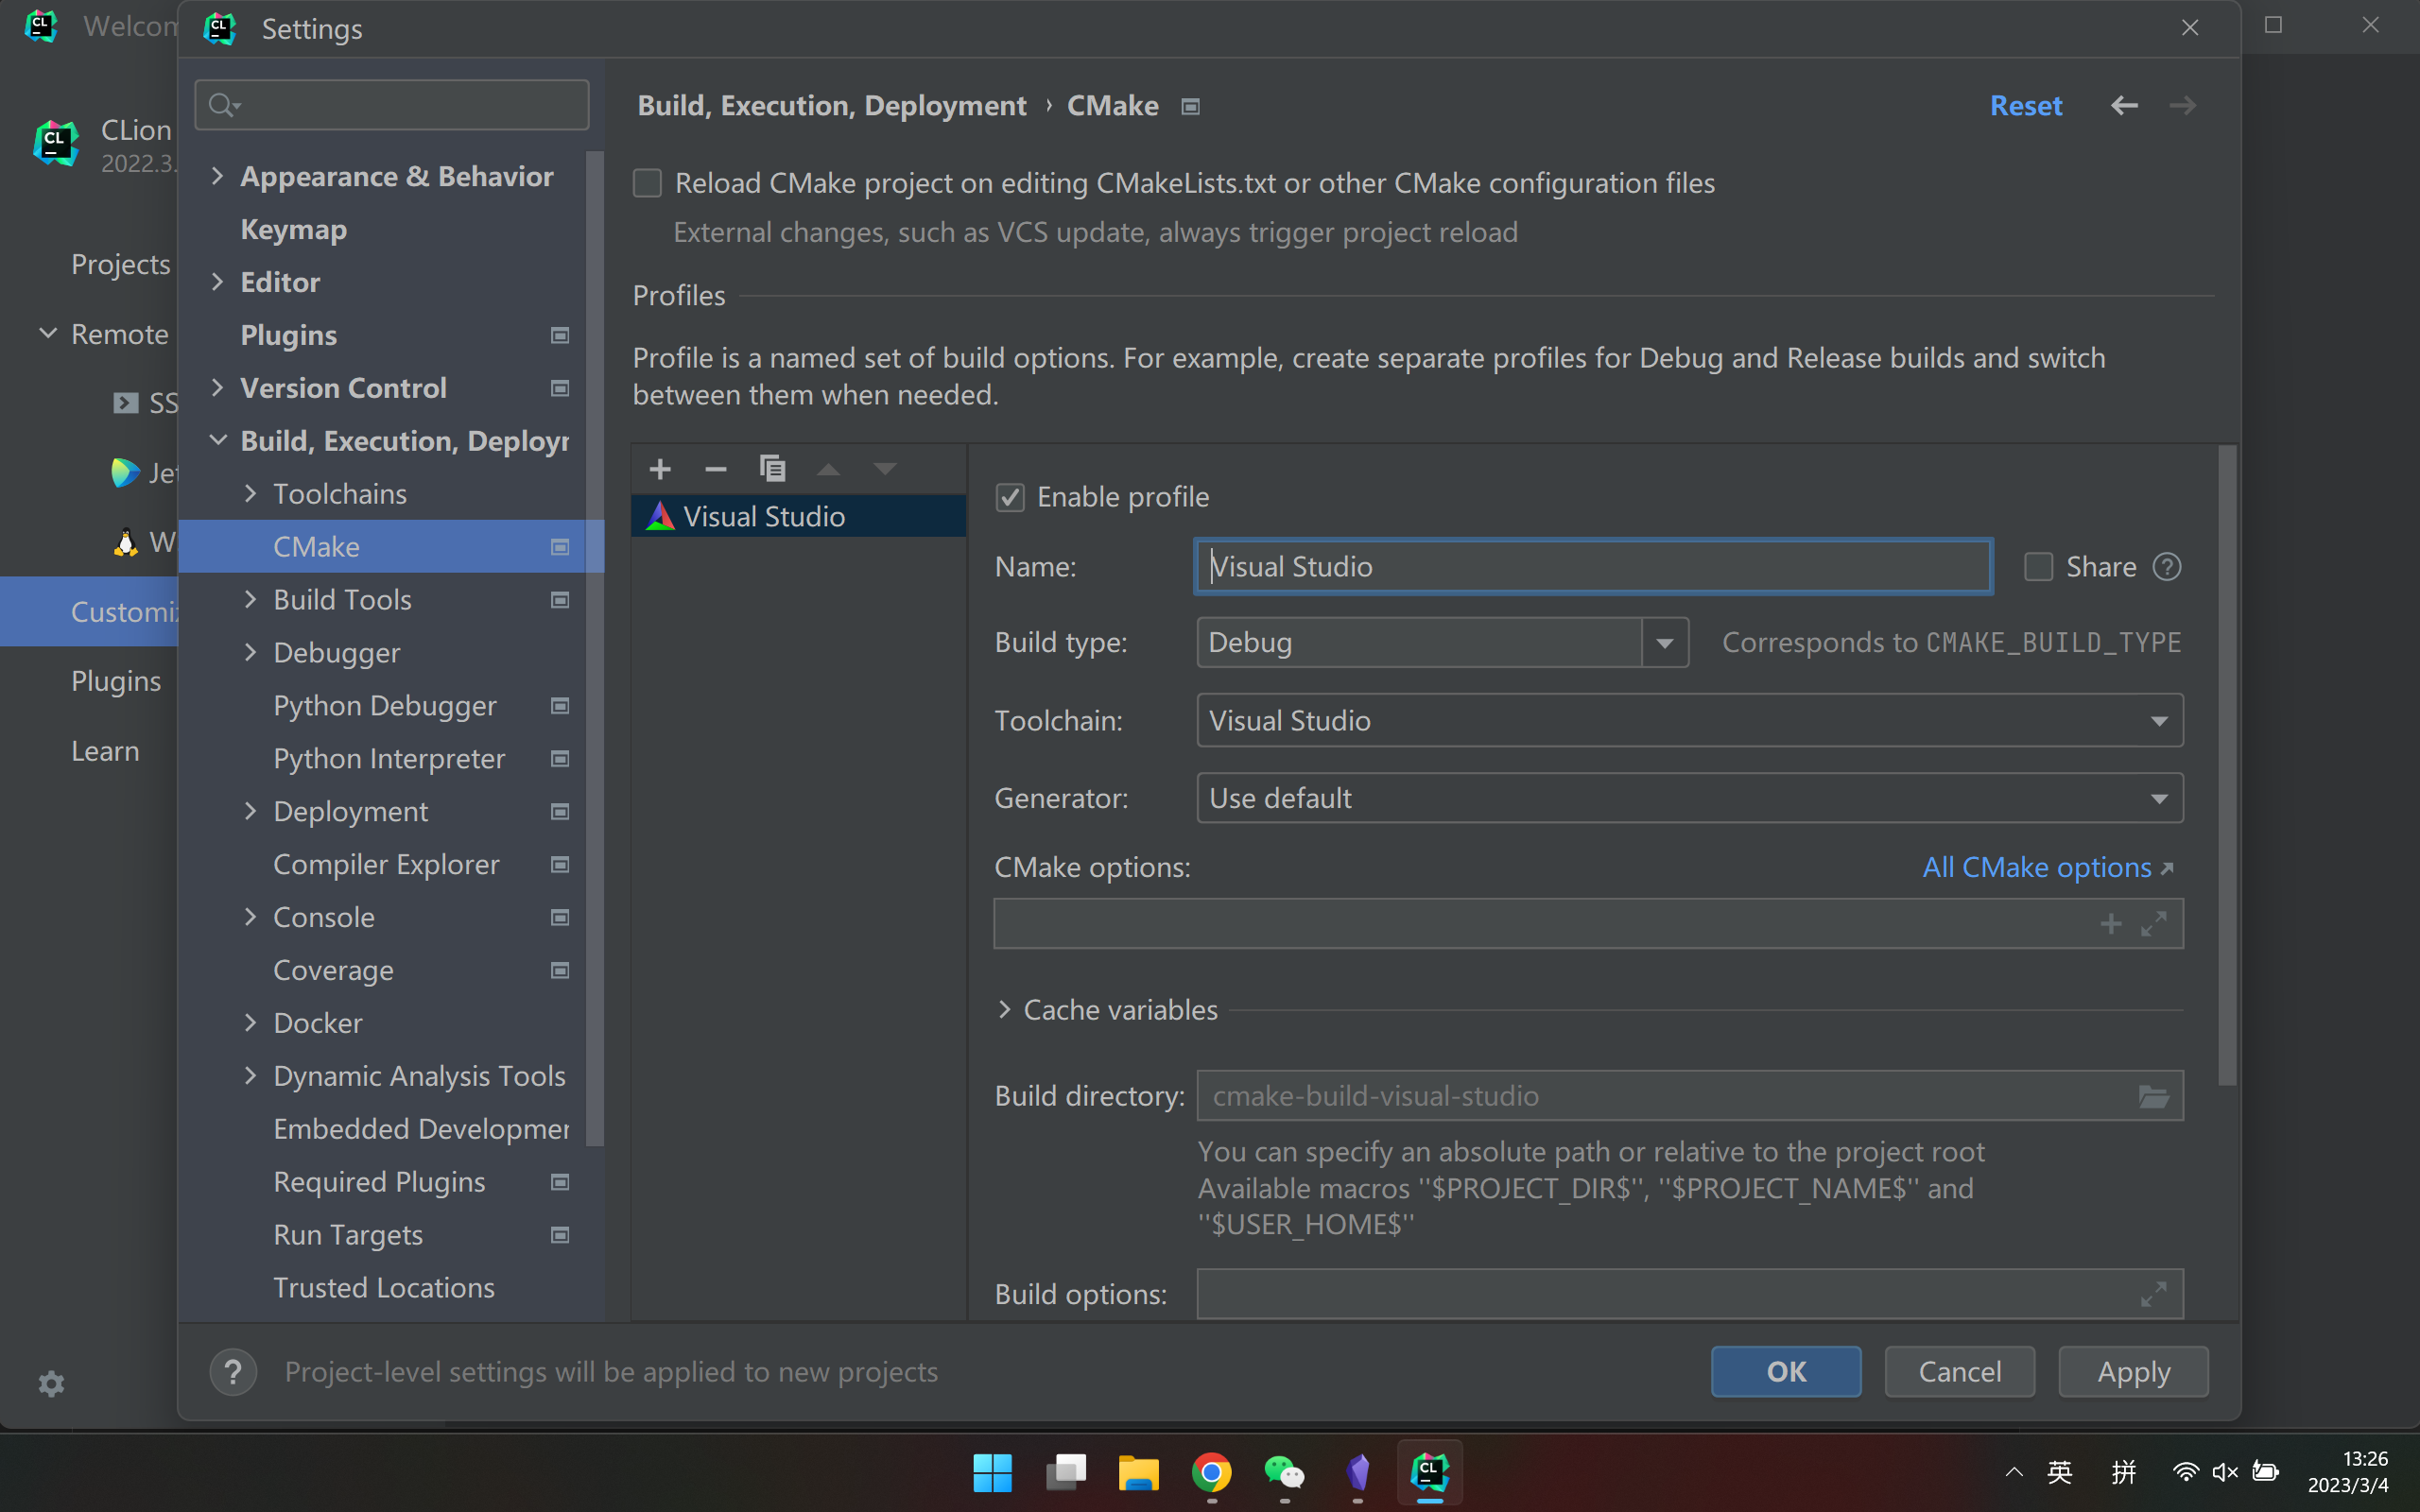 Welcom
Settings
CLion
2022.3.
Projects
Remote
SS
Jet
W
Customiz
Plugins
Learn
Appearance & Behavior
Keymap
Editor
Plugins
Version Control
Build, Execution, Deployr
Toolchains
CMake
Build Tools
Debugger
Python Debugger
Python Interpreter
Deployment
Compiler Explorer
Console
Coverage
Docker
Dynamic Analysis Tools
Embedded Developmer
Required Plugins
Run Targets
Trusted Locations
Build, Execution, Deployment › CMake
Reset
Reload CMake project on editing CMakeLists.txt or other CMake configuration files
External changes, such as VCS update, always trigger project reload
Profiles
Profile is a named set of build options. For example, create separate profiles for Debug and Release builds and switch
between them when needed.
Visual Studio
Enable profile
Name: Visual Studio Share ?
Build type: Debug Corresponds to CMAKE_BUILD_TYPE
Toolchain: Visual Studio
Generator: Use default
CMake options: All CMake options
Cache variables
Build directory: cmake-build-visual-studio
You can specify an absolute path or relative to the project root
Available macros ''$PROJECT_DIR$'', ''$PROJECT_NAME$'' and
''$USER_HOME$''
Build options:
? Project-level settings will be applied to new projects
OK Cancel Apply
英 拼
13:26
2023/3/4